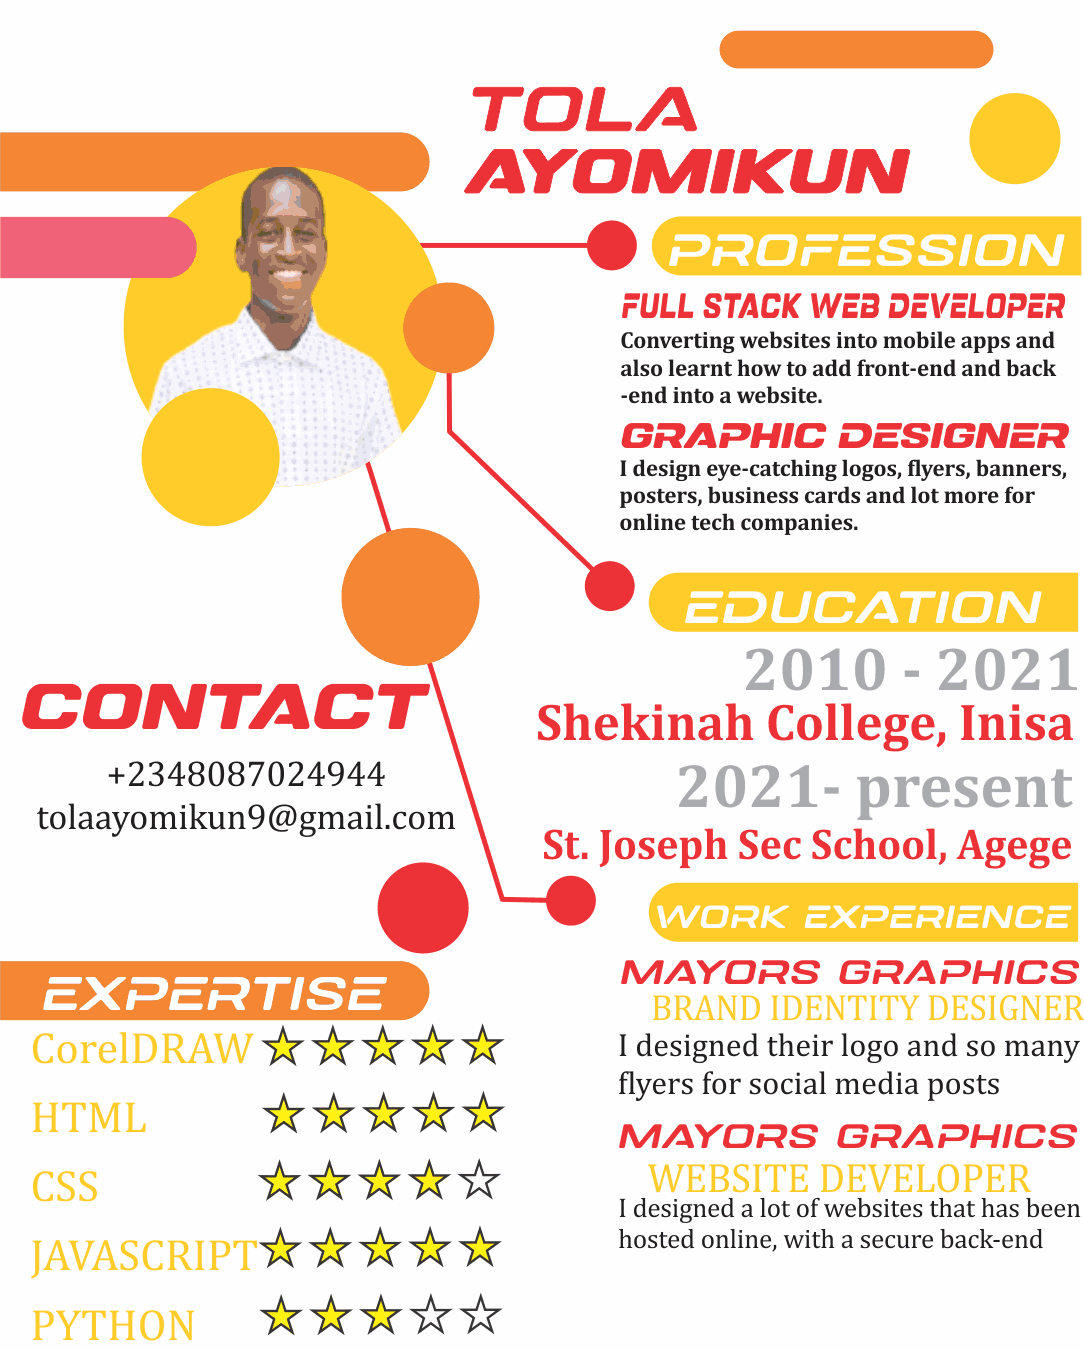 TOLA
AYOMIKUN
PROFESSION
FULL STACK WEB DEVELOPER
Converting websites into mobile apps and
also learnt how to add front-end and back
-end into a website.
GRAPHIC DESIGNER
I design eye-catching logos, flyers, banners,
posters, business cards and lot more for
online tech companies.
EDUCATION
2010 - 2021
Shekinah College, Inisa
2021- present
St. Joseph Sec School, Agege
CONTACT
+2348087024944
tolaayomikun9@gmail.com
WORK EXPERIENCE
MAYORS GRAPHICS
BRAND IDENTITY DESIGNER
I designed their logo and so many
flyers for social media posts
MAYORS GRAPHICS
WEBSITE DEVELOPER
I designed a lot of websites that has been
hosted online, with a secure back-end
EXPERTISE
CorelDRAW
HTML
CSS
JAVASCRIPT
PYTHON